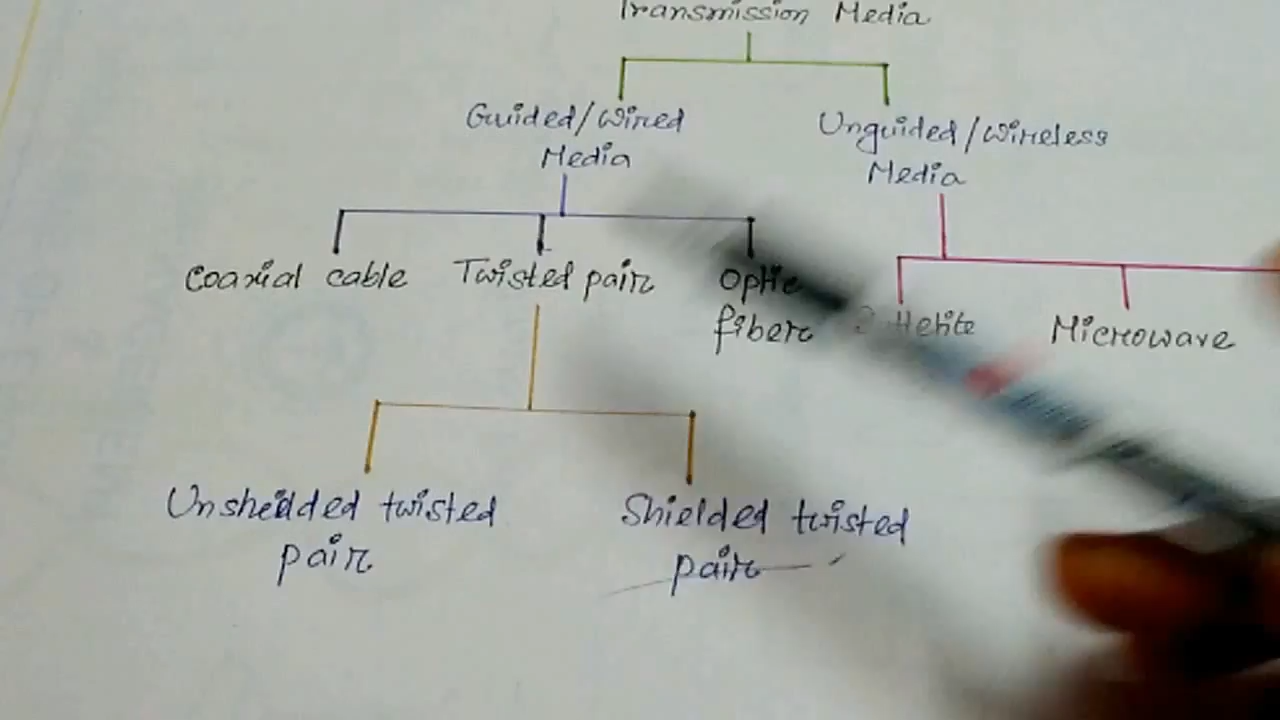 Transmission Media
Guided/Wired
Media
Unguided/Wireless
Media
Coaxial cable
Twisted pair
Optic
fiber
Microwave
Unsheilded twisted
pair
Shielded twisted
pair